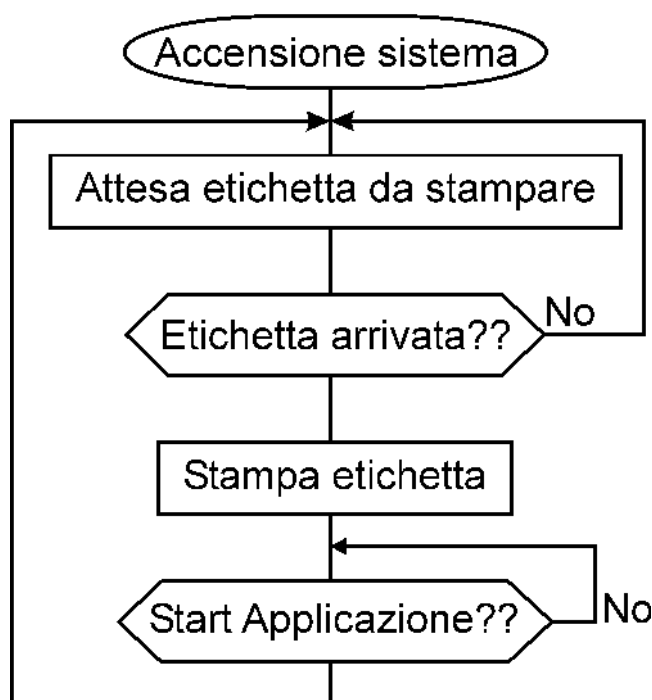 Accensione sistema
Attesa etichetta da stampare
Etichetta arrivata??
No
Stampa etichetta
Start Applicazione??
No